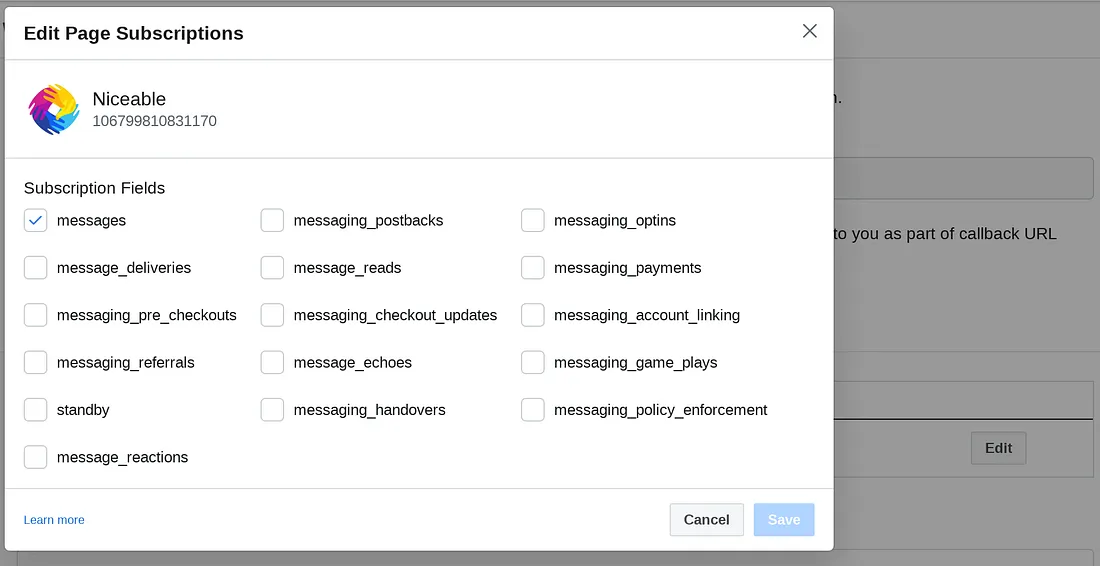 Edit Page Subscriptions
Niceable
106799810831170
Subscription Fields
messages messaging_postbacks messaging_optins
message_deliveries message_reads messaging_payments
messaging_pre_checkouts messaging_checkout_updates messaging_account_linking
messaging_referrals message_echoes messaging_game_plays
standby messaging_handovers messaging_policy_enforcement
message_reactions
Learn more Cancel Save
to you as part of callback URL
Edit